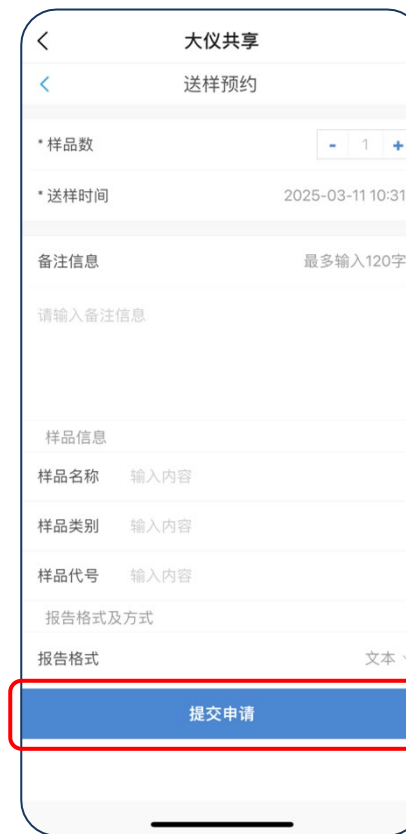 大仪共享
送样预约
* 样品数 - 1 +
* 送样时间 2025-03-11 10:31
备注信息 最多输入120字
请输入备注信息
样品信息
样品名称 输入内容
样品类别 输入内容
样品代号 输入内容
报告格式及方式
报告格式 文本
提交申请